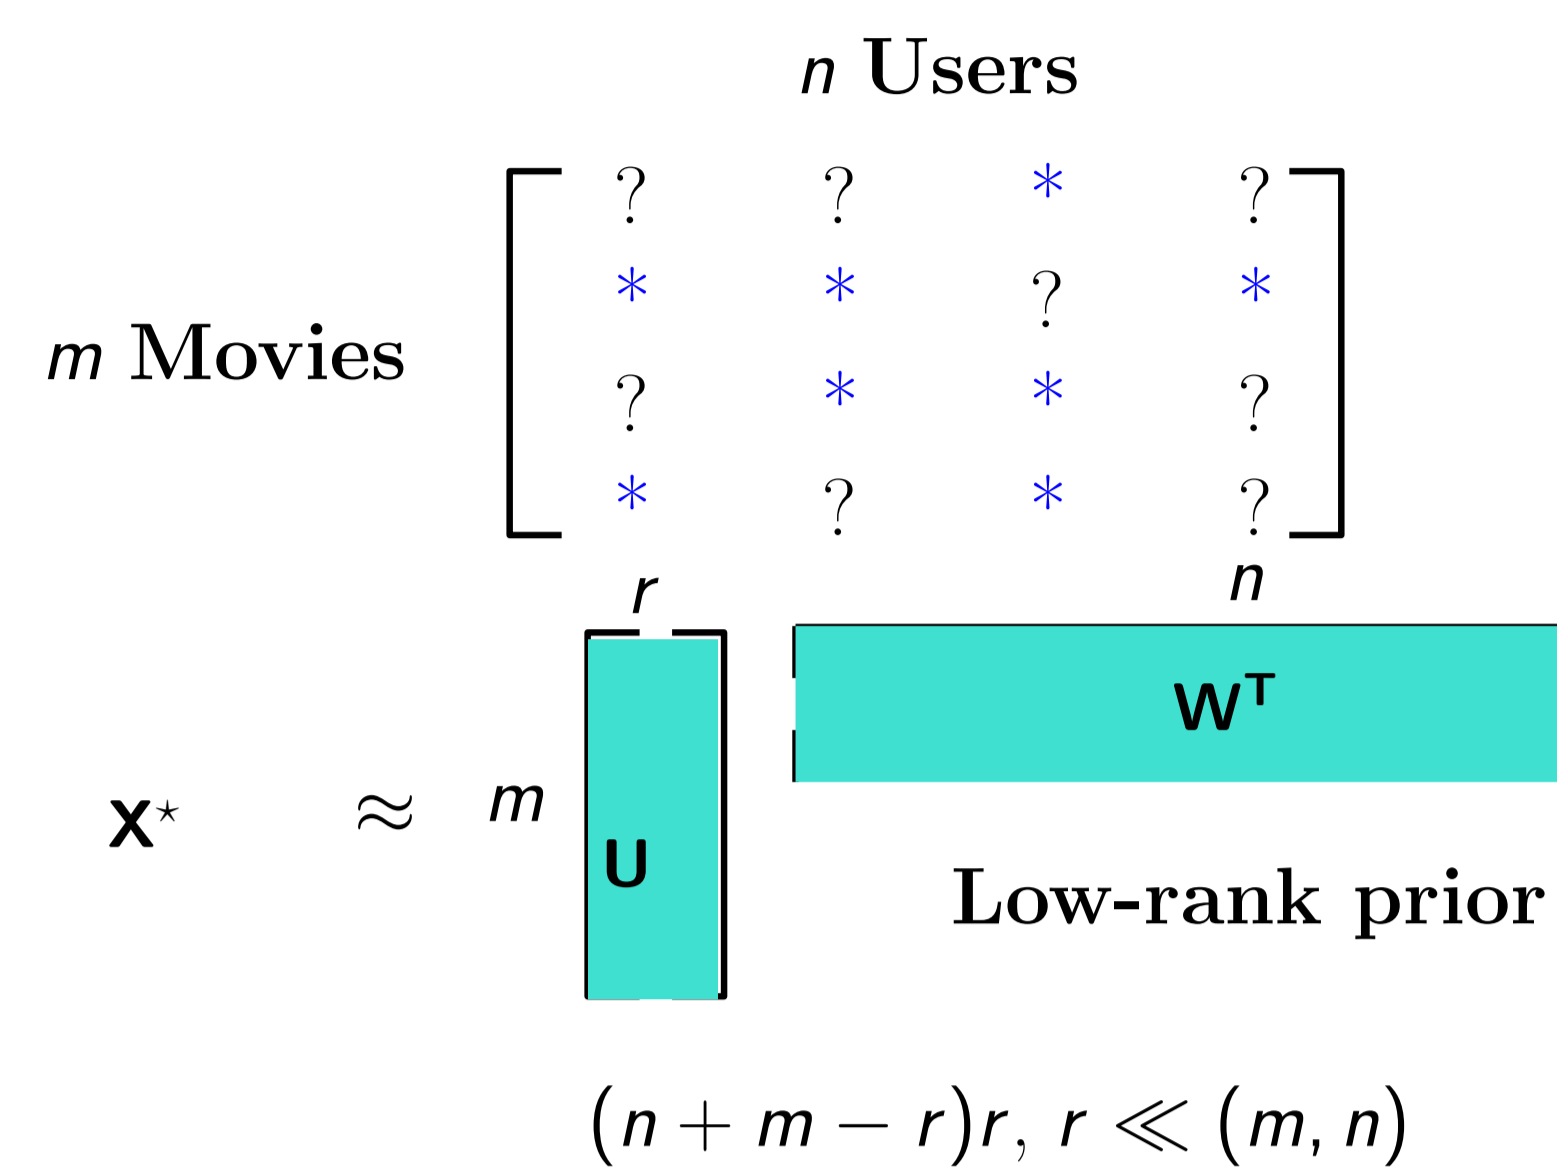 n Users
? ? * ?
* * ? *
m Movies
? * * ?
* ? * ?
r n
Wᵀ
X⋆ ≈ m
U
Low-rank prior
(n + m − r)r, r ≪ (m, n)